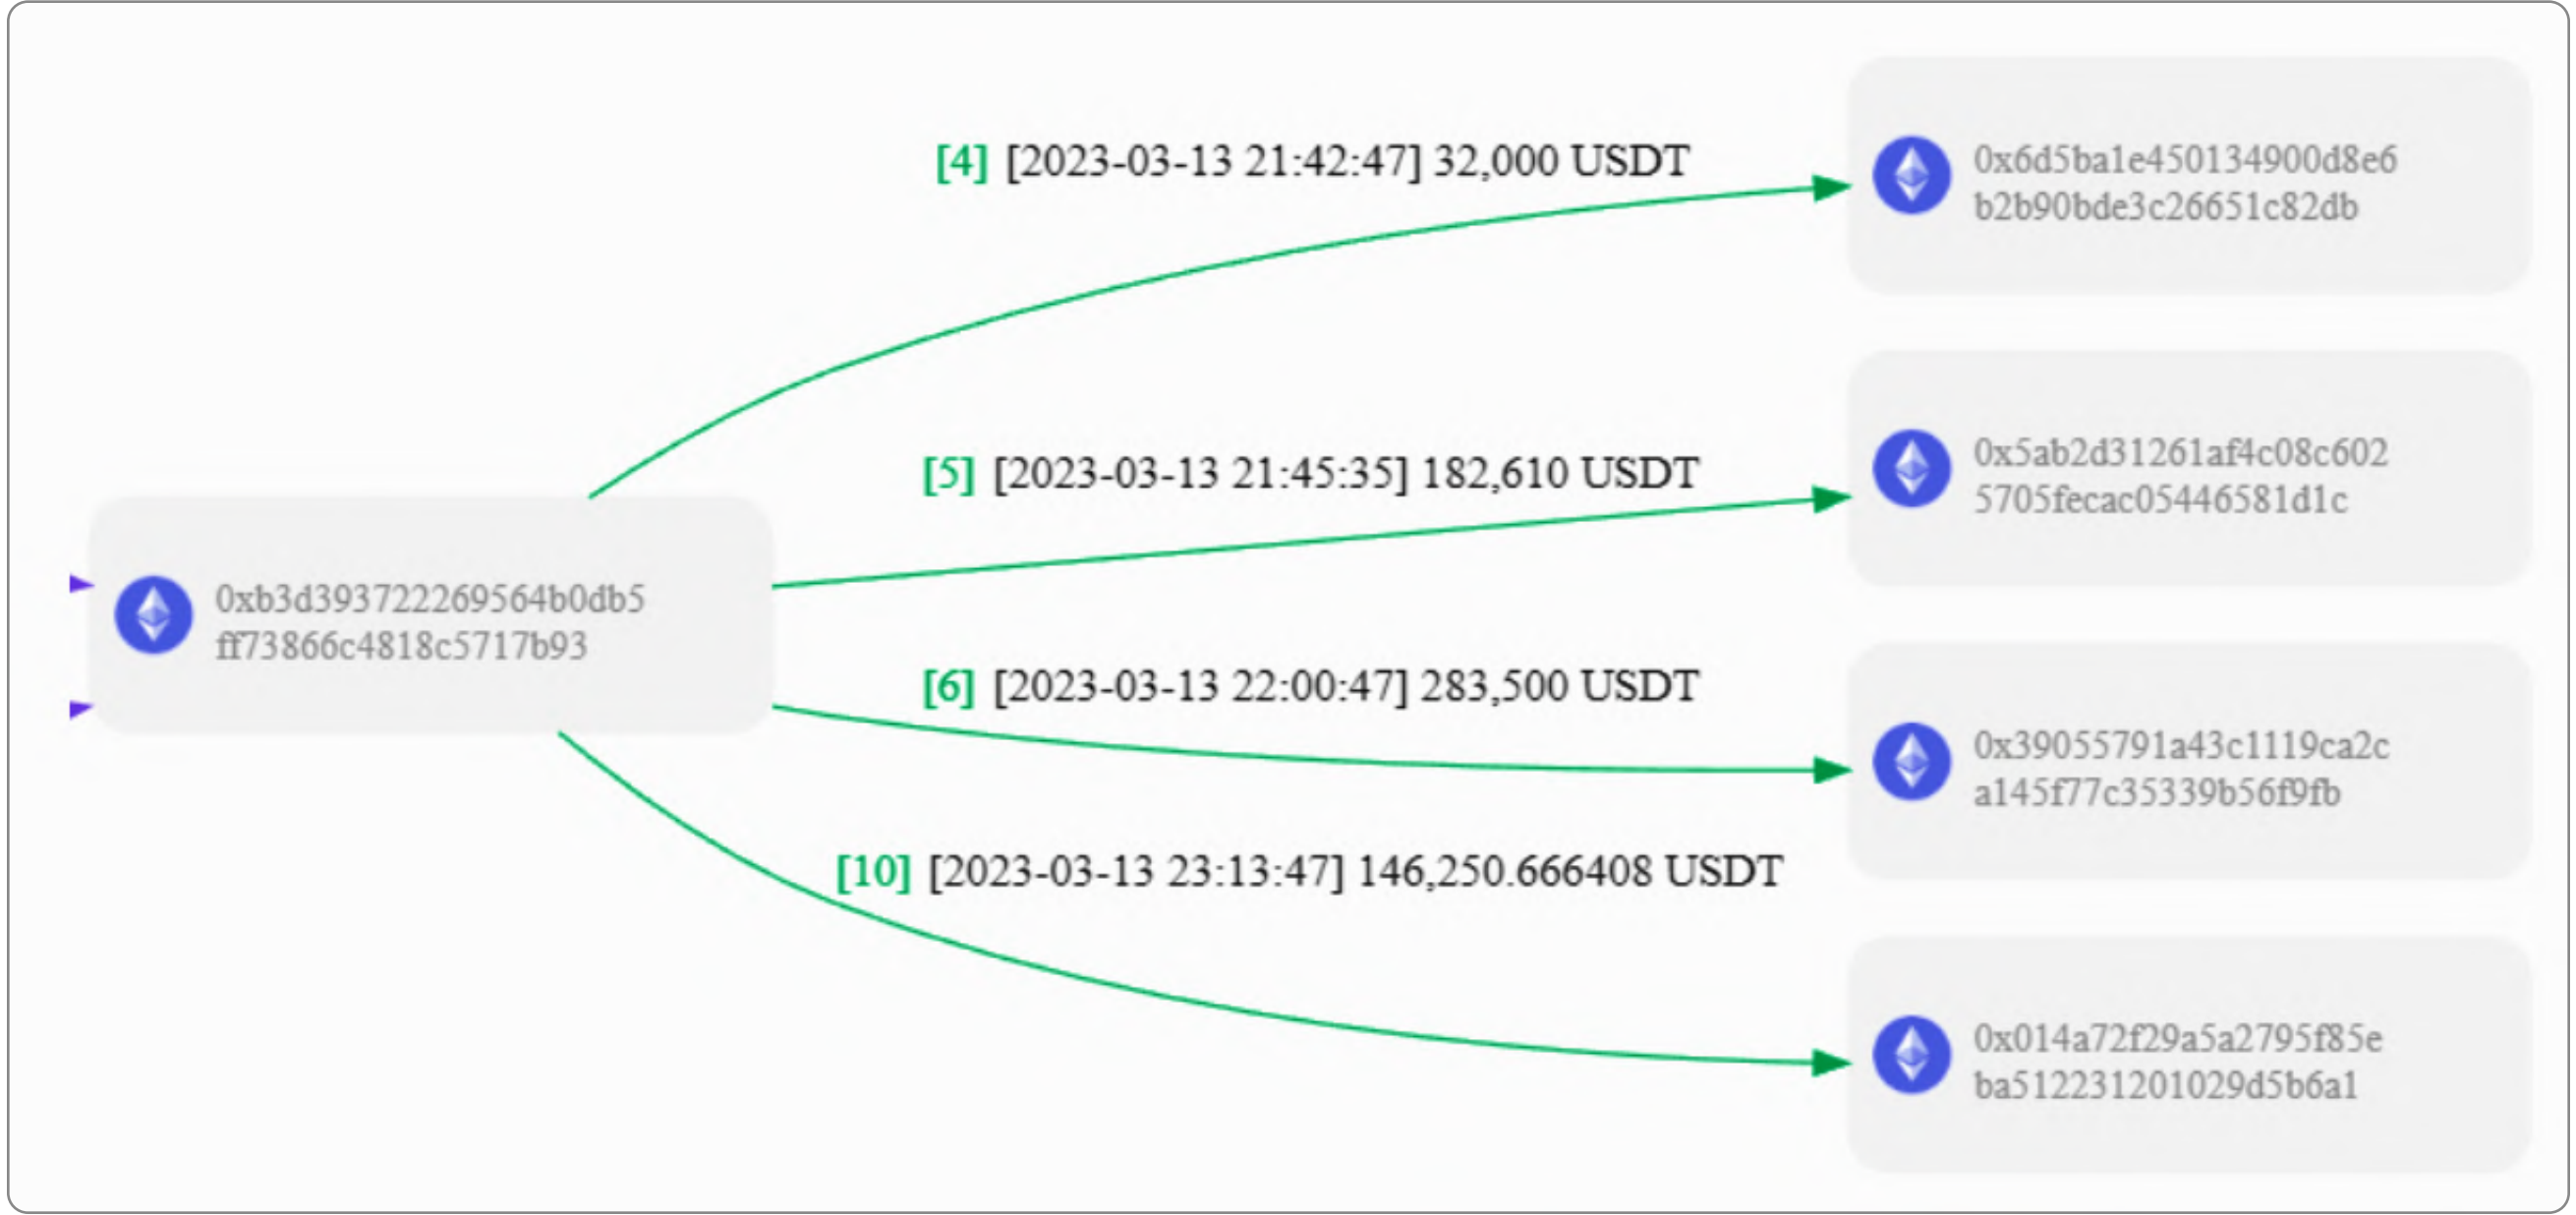 [4] [2023-03-13 21:42:47] 32,000 USDT
0x6d5ba1e450134900d8e6
b2b90bde3c26651c82db
[5] [2023-03-13 21:45:35] 182,610 USDT
0x5ab2d31261af4c08c602
5705fecac05446581d1c
0xb3d393722269564b0db5
ff73866c4818c5717b93
[6] [2023-03-13 22:00:47] 283,500 USDT
0x39055791a43c1119ca2c
a145f77c35339b56f9fb
[10] [2023-03-13 23:13:47] 146,250.666408 USDT
0x014a72f29a5a2795f85e
ba512231201029d5b6a1